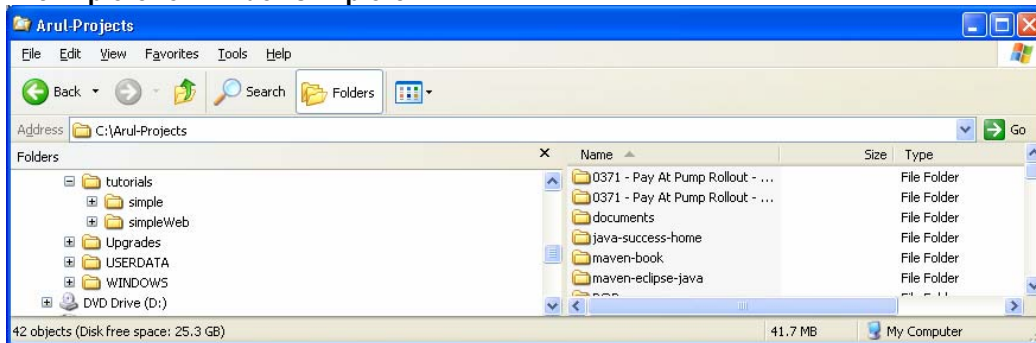 Arul-Projects
File Edit View Favorites Tools Help
Back Search Folders
Address C:\Arul-Projects Go
Folders × Name Size Type
tutorials
simple
simpleWeb
Upgrades
USERDATA
WINDOWS
DVD Drive (D:)
0371 - Pay At Pump Rollout - ... File Folder
0371 - Pay At Pump Rollout - ... File Folder
documents File Folder
java-success-home File Folder
maven-book File Folder
maven-eclipse-java File Folder
42 objects (Disk free space: 25.3 GB) 41.7 MB My Computer